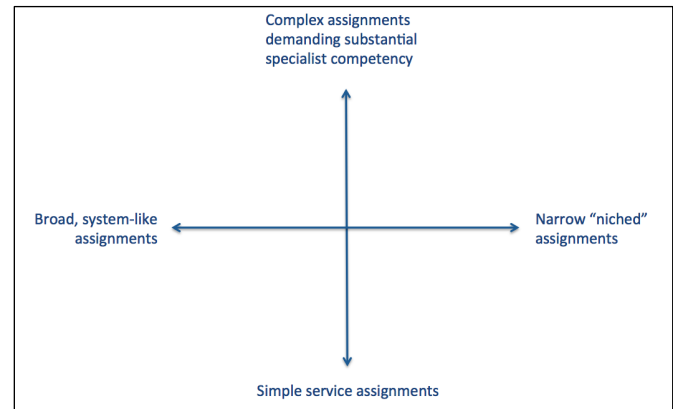 Complex assignments
demanding substantial
specialist competency
Broad, system-like
assignments
Narrow “niched”
assignments
Simple service assignments